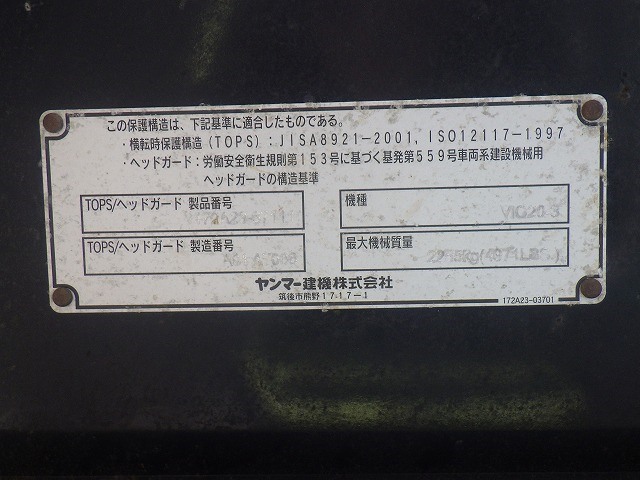 この保護構造は、下記基準に適合したものである。
・横転時保護構造 (TOPS) : JISA8921-2001, ISO12117-1997
ヘッドガード : 労働安全衛生規則第153号に基づく基発第559号車両系建設機械用
ヘッドガードの構造基準
TOPS/ヘッドガード 製品番号
機種
VIO20-3
TOPS/ヘッドガード 製造番号
最大機械質量
ヤンマー建機株式会社
筑後市熊野1717-1
172A23-03701